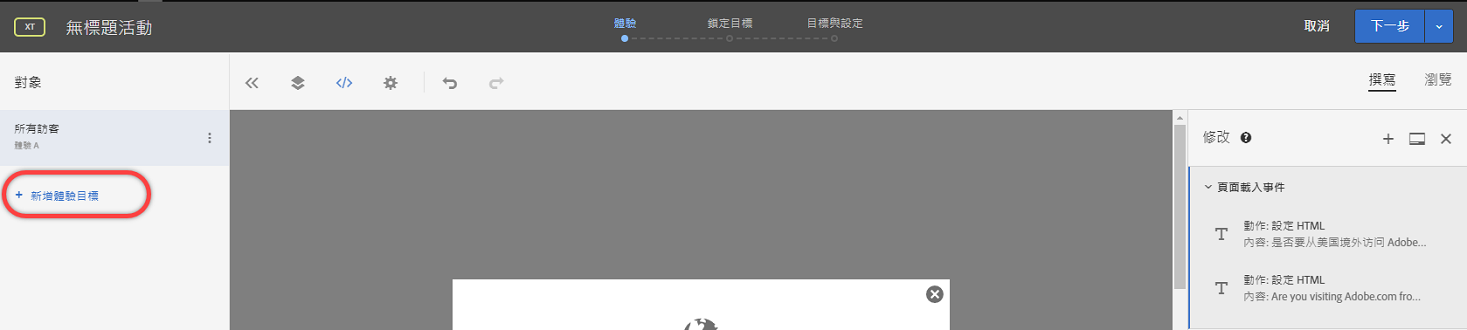 XT
無標題活動
體驗
鎖定目標
目標與設定
取消
下一步
對象
撰寫
瀏覽
所有訪客
體驗 A
+ 新增體驗目標
修改
頁面載入事件
動作: 設定 HTML
內容: 是否要从美国境外访问 Adobe...
動作: 設定 HTML
內容: Are you visiting Adobe.com fro...